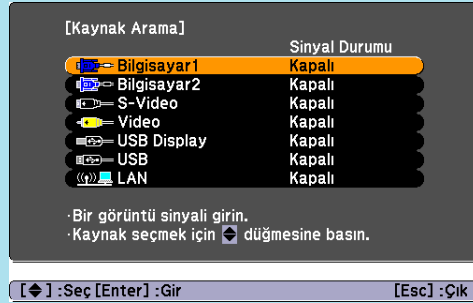 [Kaynak Arama]
Sinyal Durumu
Bilgisayar1 Kapalı
Bilgisayar2 Kapalı
S-Video Kapalı
Video Kapalı
USB Display Kapalı
USB Kapalı
LAN Kapalı
·Bir görüntü sinyali girin.
·Kaynak seçmek için düğmesine basın.
[◆] :Seç [Enter] :Gir [Esc] :Çık